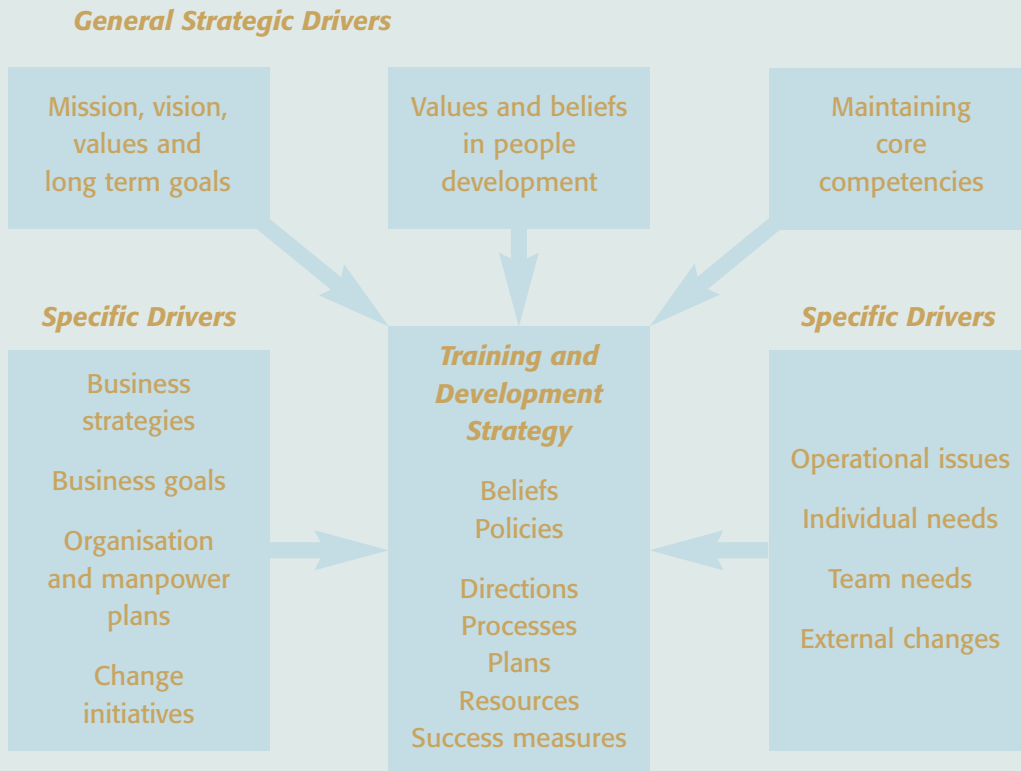 General Strategic Drivers
Mission, vision,
values and
long term goals
Values and beliefs
in people
development
Maintaining
core
competencies
Specific Drivers
Business
strategies
Business goals
Organisation
and manpower
plans
Change
initiatives
Training and
Development
Strategy
Beliefs
Policies
Directions
Processes
Plans
Resources
Success measures
Specific Drivers
Operational issues
Individual needs
Team needs
External changes